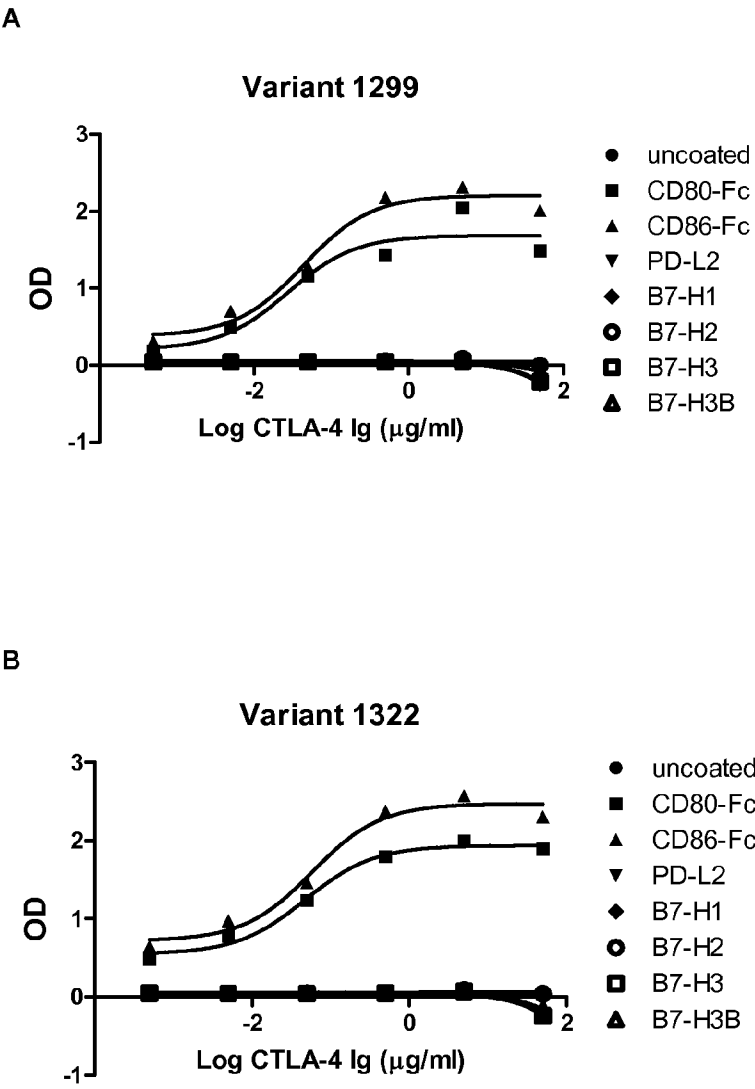 A
Variant 1299
3
2
1
0
-1
OD
-2
0
2
Log CTLA-4 Ig (μg/ml)
uncoated
CD80-Fc
CD86-Fc
PD-L2
B7-H1
B7-H2
B7-H3
B7-H3B
B
Variant 1322
3
2
1
0
-1
OD
-2
0
2
Log CTLA-4 Ig (μg/ml)
uncoated
CD80-Fc
CD86-Fc
PD-L2
B7-H1
B7-H2
B7-H3
B7-H3B